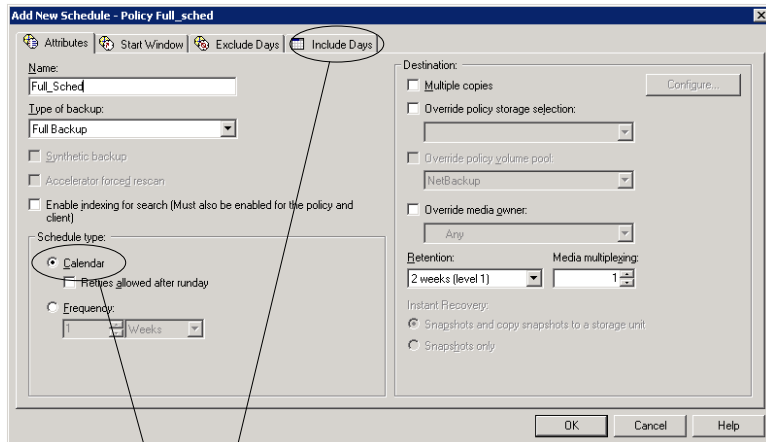 Add New Schedule - Policy Full_sched
Attributes
Start Window
Exclude Days
Include Days
Name:
Full_Sched
Type of backup:
Full Backup
Synthetic backup
Accelerator forced rescan
Enable indexing for search (Must also be enabled for the policy and
client)
Schedule type:
Calendar
Retries allowed after runday
Frequency:
1 Weeks
Destination:
Multiple copies
Configure...
Override policy storage selection:
Override policy volume pool:
NetBackup
Override media owner:
Any
Retention:
Media multiplexing:
2 weeks (level 1)
1
Instant Recovery:
Snapshots and copy snapshots to a storage unit
Snapshots only
OK
Cancel
Help